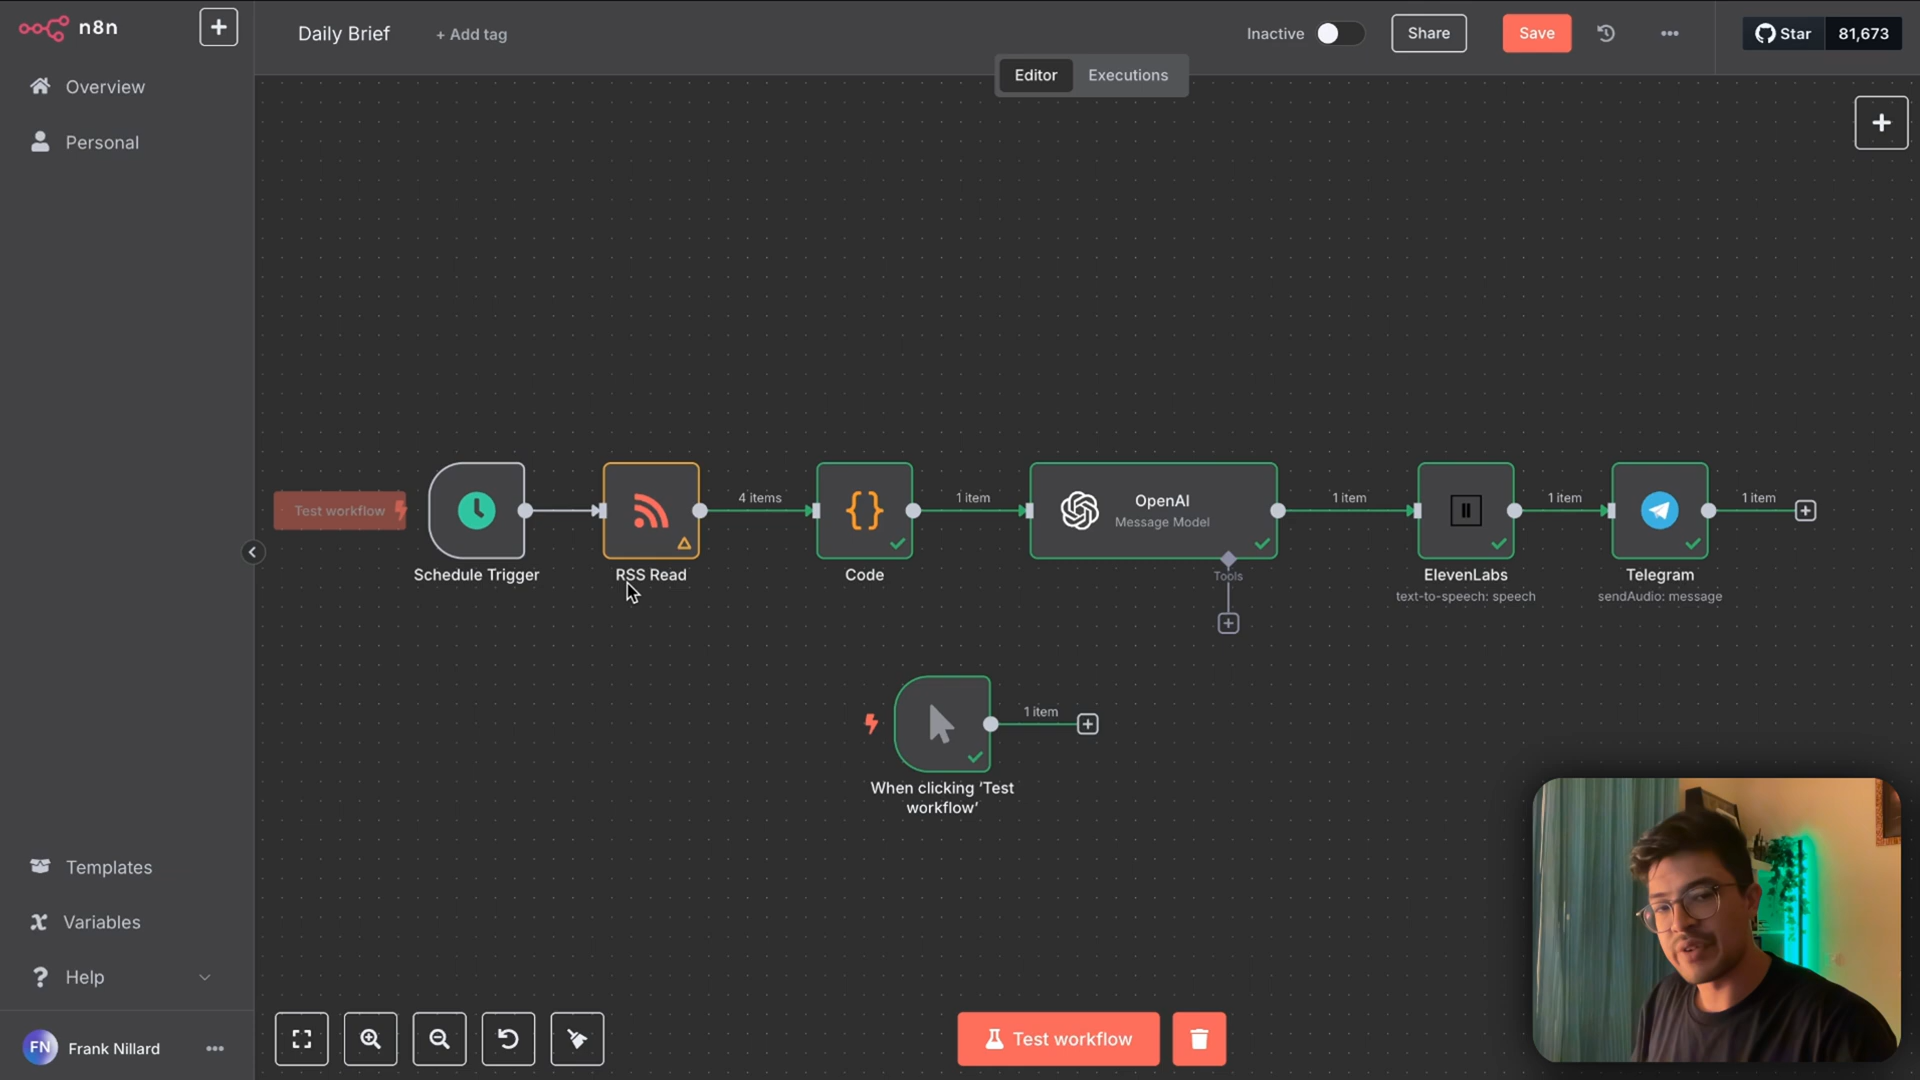 n8n
Daily Brief
+ Add tag
Inactive
Share
Save
Star
81,673
Editor
Executions
Overview
Personal
Test workflow
Schedule Trigger
RSS Read
4 items
Code
1 item
OpenAI
Message Model
Tools
1 item
ElevenLabs
text-to-speech: speech
1 item
Telegram
sendAudio: message
1 item
1 item
When clicking ‘Test
workflow’
Templates
Variables
Help
FN
Frank Nillard
Test workflow